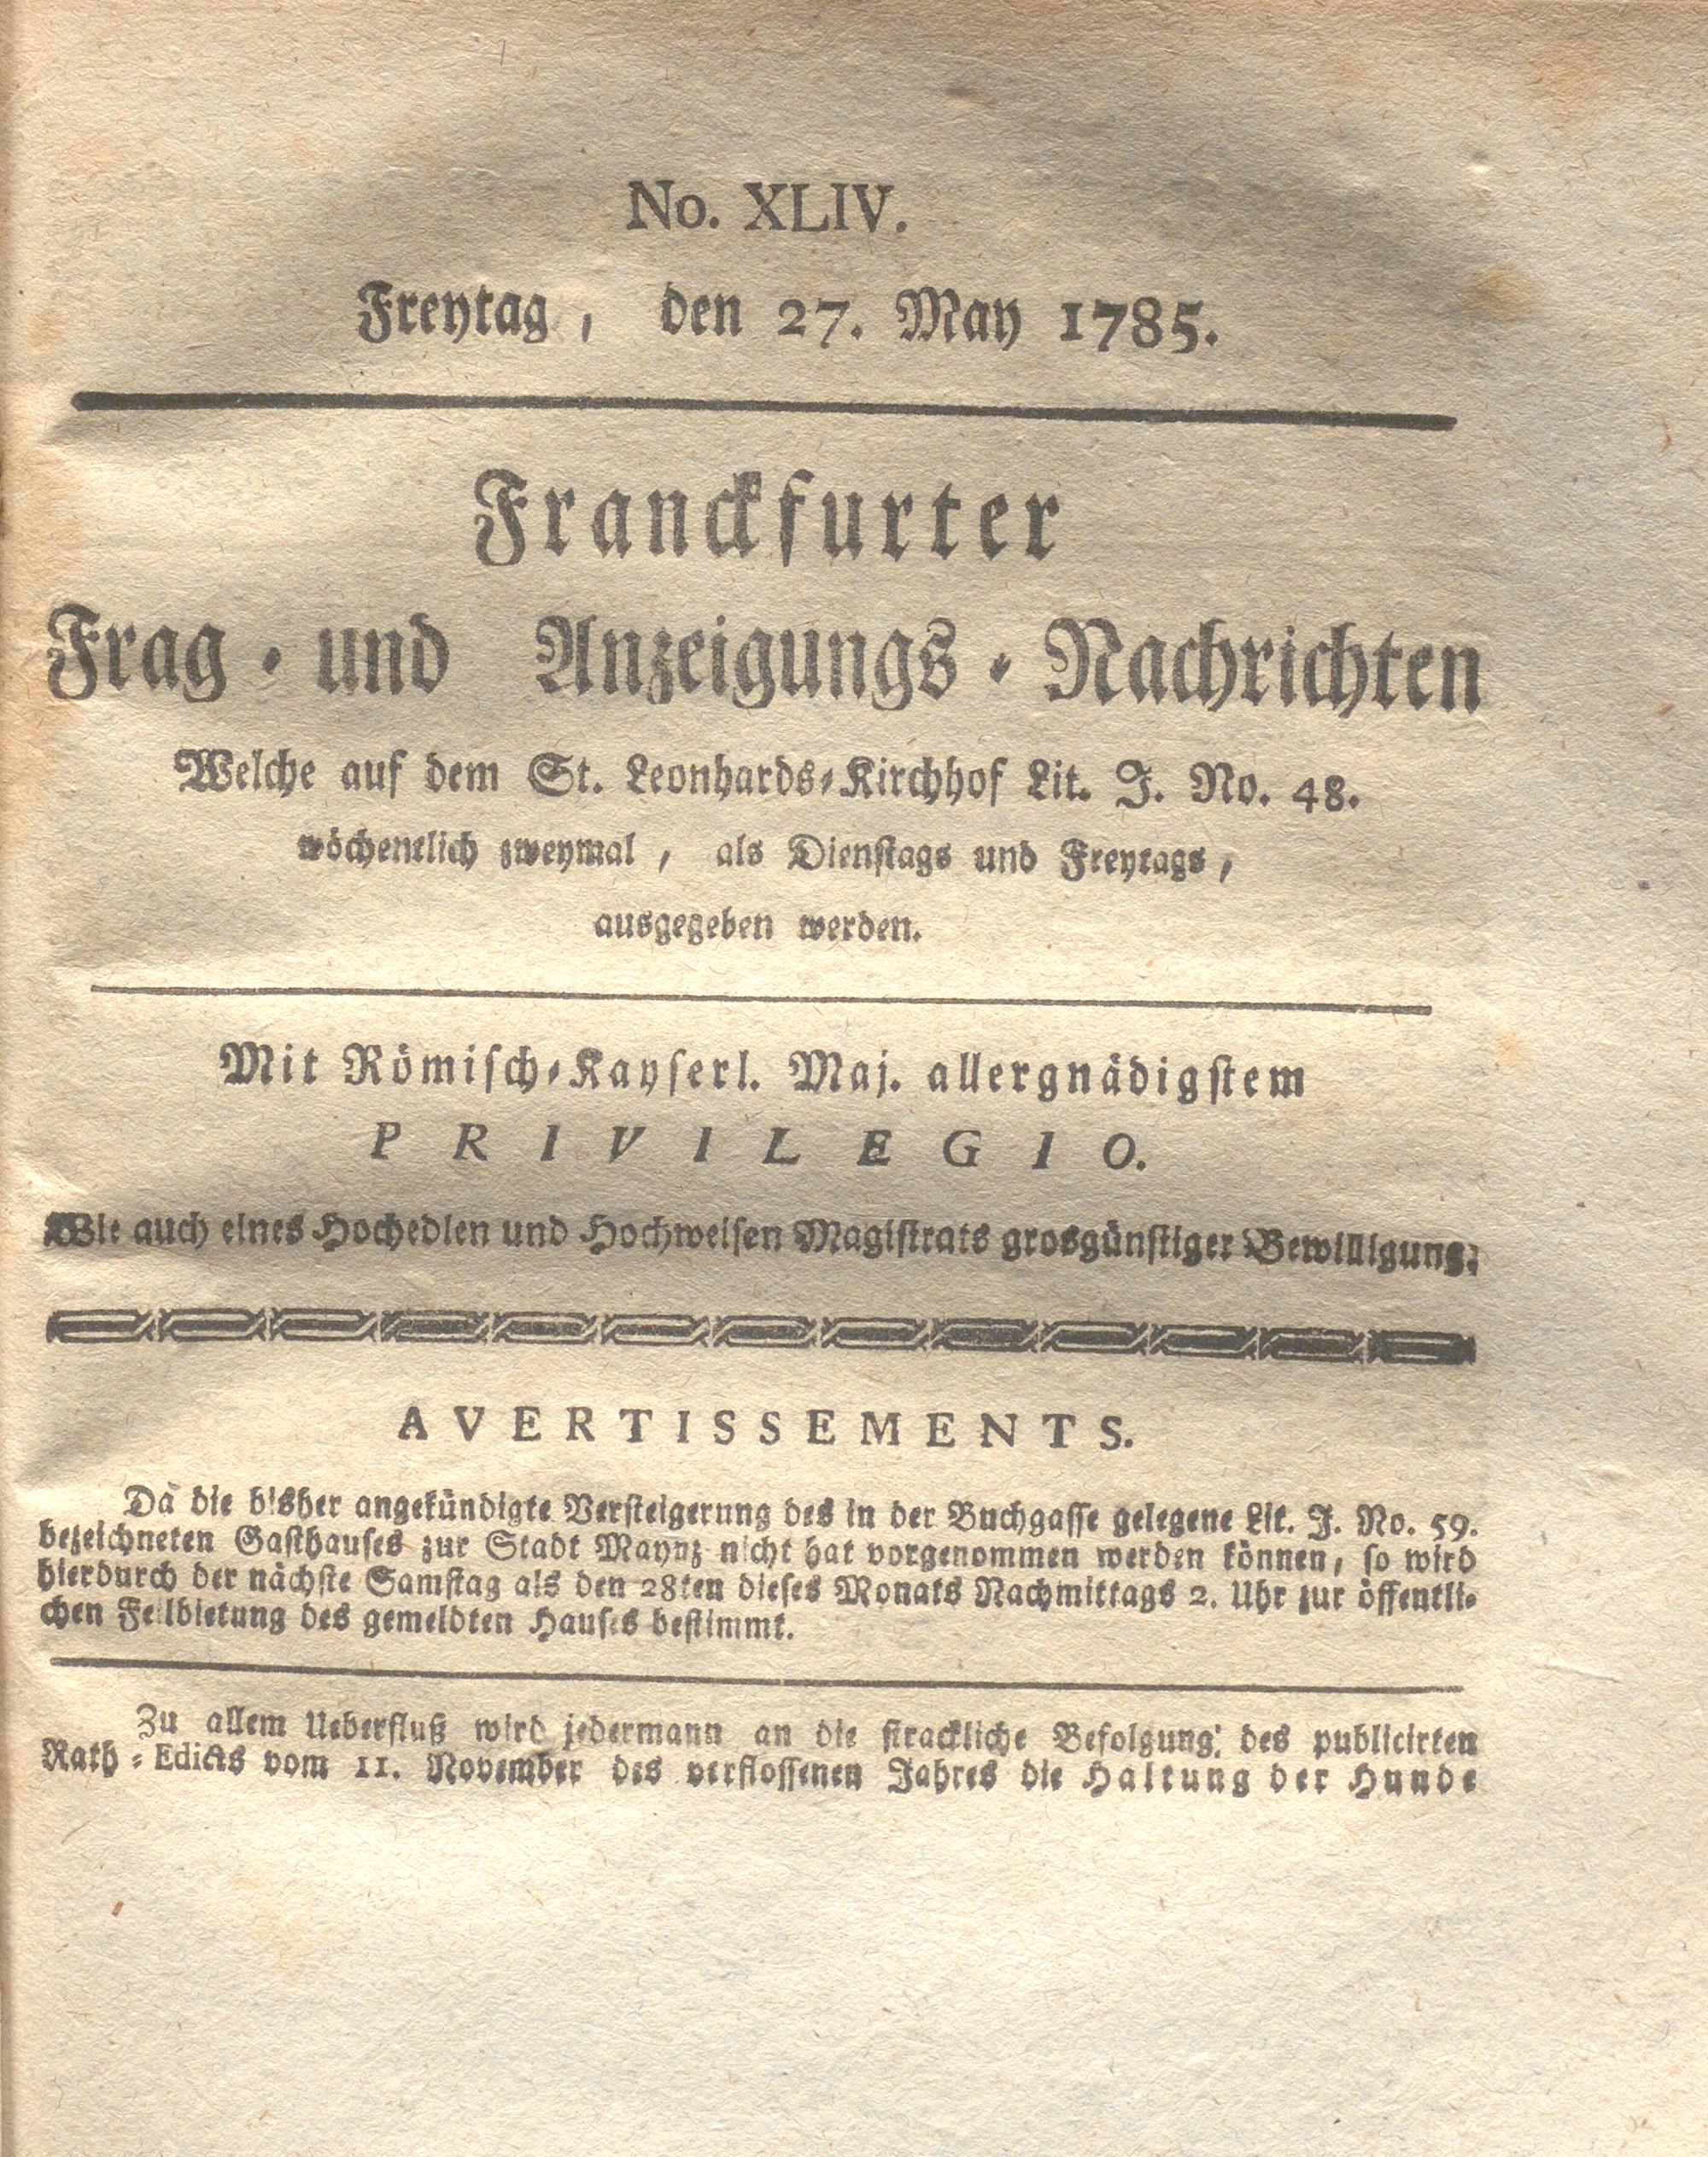 No. XLIV.
Freytag, den 27. May 1785.
Franckfurter
Frag- und Anzeigungs-Nachrichten
Welche auf dem St. Leonhards-Kirchhof Lit. J. No. 48.
wöchentlich zweymal, als Dienstags und Freytags,
ausgegeben werden.
Mit Römisch-Kayserl. Maj. allergnädigstem
PRIVILEGIO.
Wie auch eines Hochedlen und Hochweisen Magistrats grosgünstiger Bewilligung.
AVERTISSEMENTS.
Da die bisher angekündigte Versteigerung des in der Buchgasse gelegene Lit. J. No. 59.
bezeichneten Gasthauses zur Stadt Maynz nicht hat vorgenommen werden können, so wird
hierdurch der nächste Samstag als den 28ten dieses Monats Nachmittags 2. Uhr zur öffentli-
chen Feilbietung des gemeldten Hauses bestimmt.
Zu allem Ueberfluß wird jedermann an die strackliche Befolgung des publicirten
Rath-Edicts vom 11. November des verflossenen Jahres die Haltung der Hunde